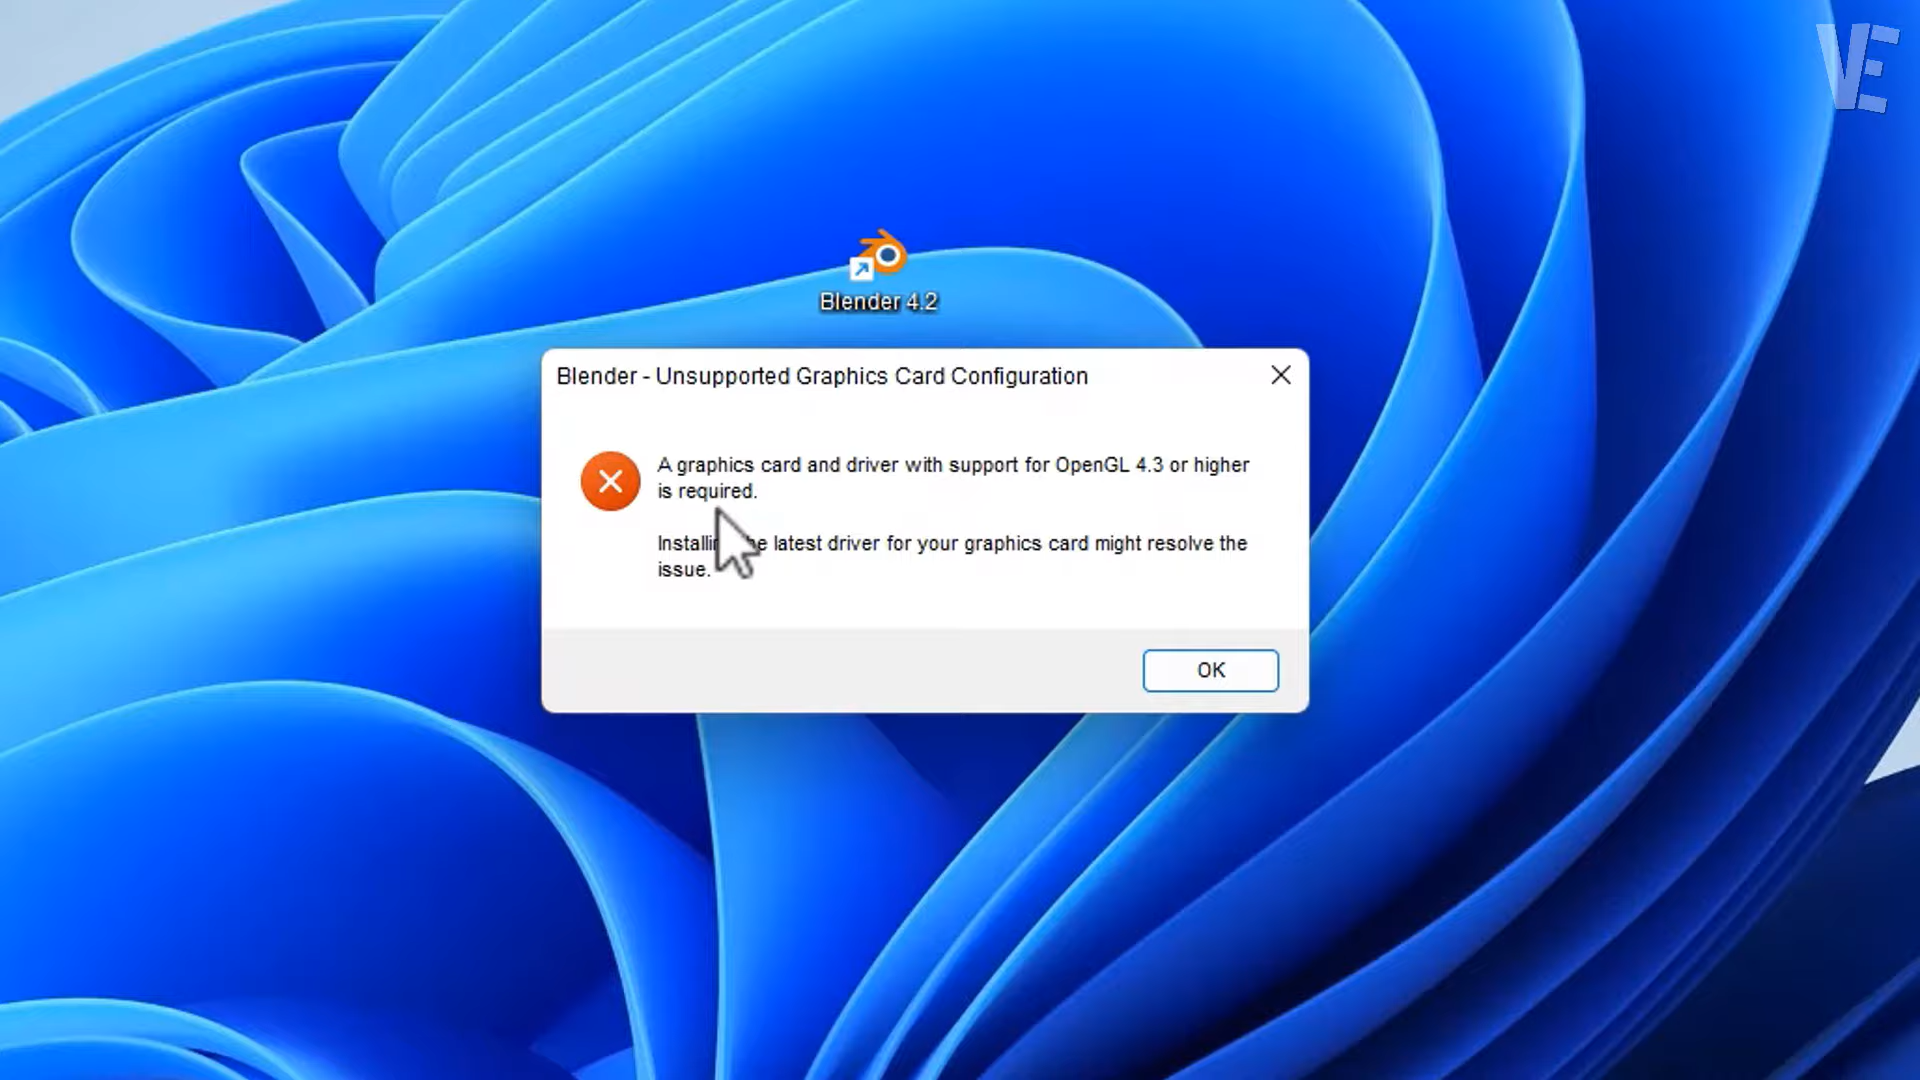 VE
Blender 4.2
Blender - Unsupported Graphics Card Configuration
A graphics card and driver with support for OpenGL 4.3 or higher
is required.
latest driver for your graphics card might resolve the
issue.
OK